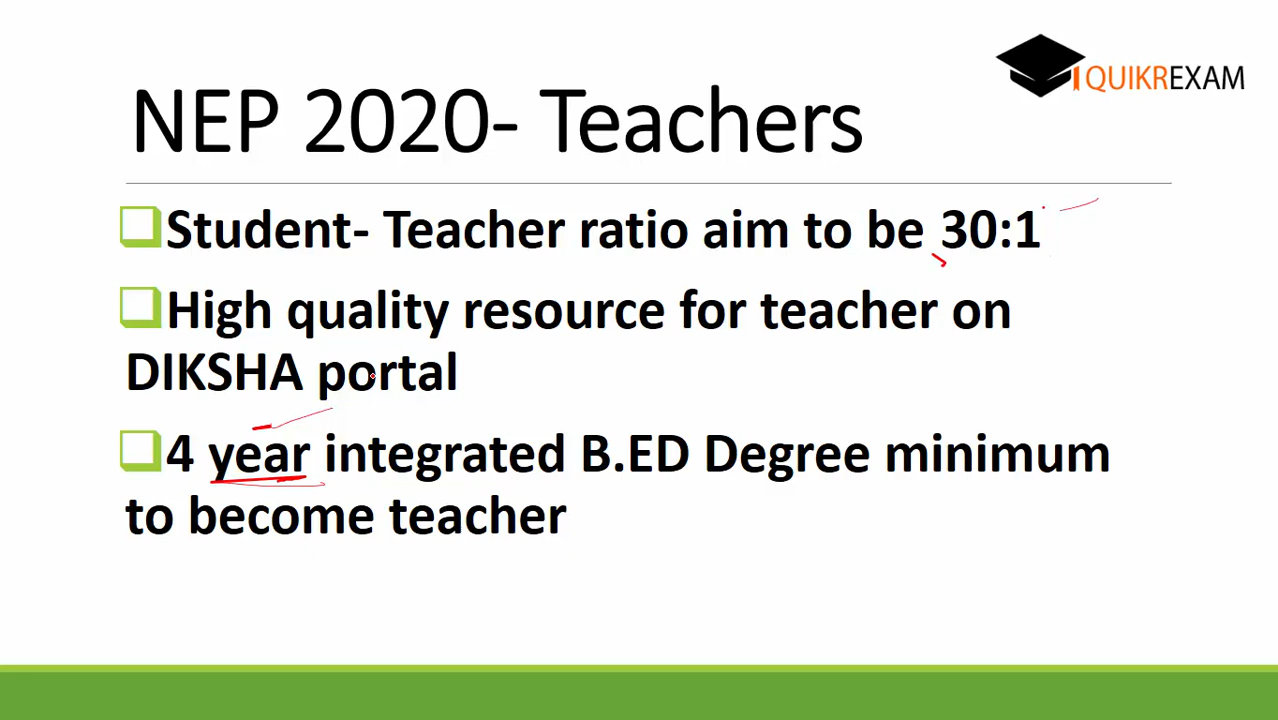 QUIKREXAM
NEP 2020- Teachers
Student- Teacher ratio aim to be 30:1
High quality resource for teacher on
DIKSHA portal
4 year integrated B.ED Degree minimum
to become teacher